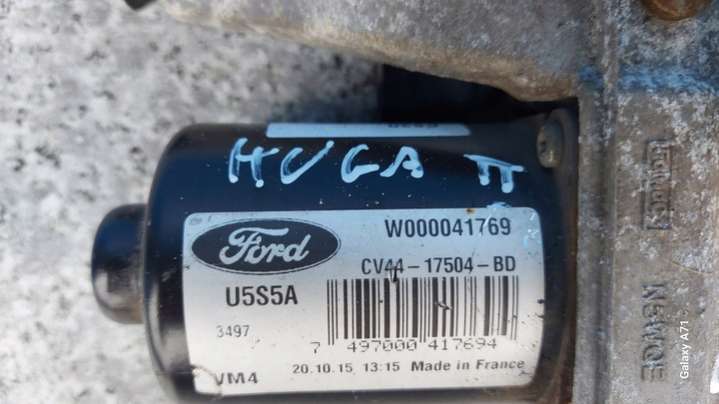 HUGA II
Ford
W000041769
CV44-17504-BD
U5S5A
3497
7 497000 417694
VM4
20.10.15 13:15 Made in France
Galaxy A71